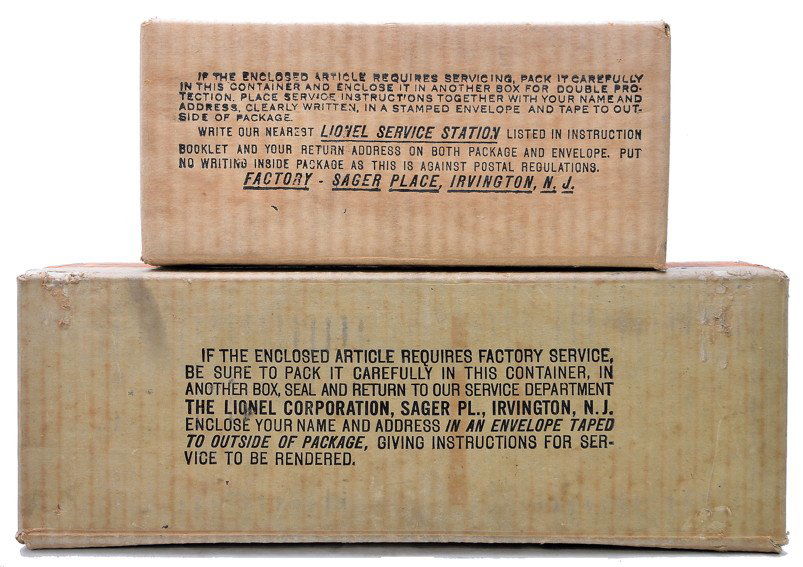 IF THE ENCLOSED ARTICLE REQUIRES SERVICING, PACK IT CAREFULLY
IN THIS CONTAINER AND ENCLOSE IT IN ANOTHER BOX FOR DOUBLE PRO-
TECTION. PLACE SERVICE INSTRUCTIONS TOGETHER WITH YOUR NAME AND
ADDRESS, CLEARLY WRITTEN, IN A STAMPED ENVELOPE AND TAPE TO OUT-
SIDE OF PACKAGE.
WRITE OUR NEAREST LIONEL SERVICE STATION LISTED IN INSTRUCTION
BOOKLET AND YOUR RETURN ADDRESS ON BOTH PACKAGE AND ENVELOPE. PUT
NO WRITING INSIDE PACKAGE AS THIS IS AGAINST POSTAL REGULATIONS.
FACTORY - SAGER PLACE, IRVINGTON, N. J.
IF THE ENCLOSED ARTICLE REQUIRES FACTORY SERVICE,
BE SURE TO PACK IT CAREFULLY IN THIS CONTAINER, IN
ANOTHER BOX, SEAL AND RETURN TO OUR SERVICE DEPARTMENT
THE LIONEL CORPORATION, SAGER PL., IRVINGTON, N.J.
ENCLOSE YOUR NAME AND ADDRESS IN AN ENVELOPE TAPED
TO OUTSIDE OF PACKAGE, GIVING INSTRUCTIONS FOR SER-
VICE TO BE RENDERED.